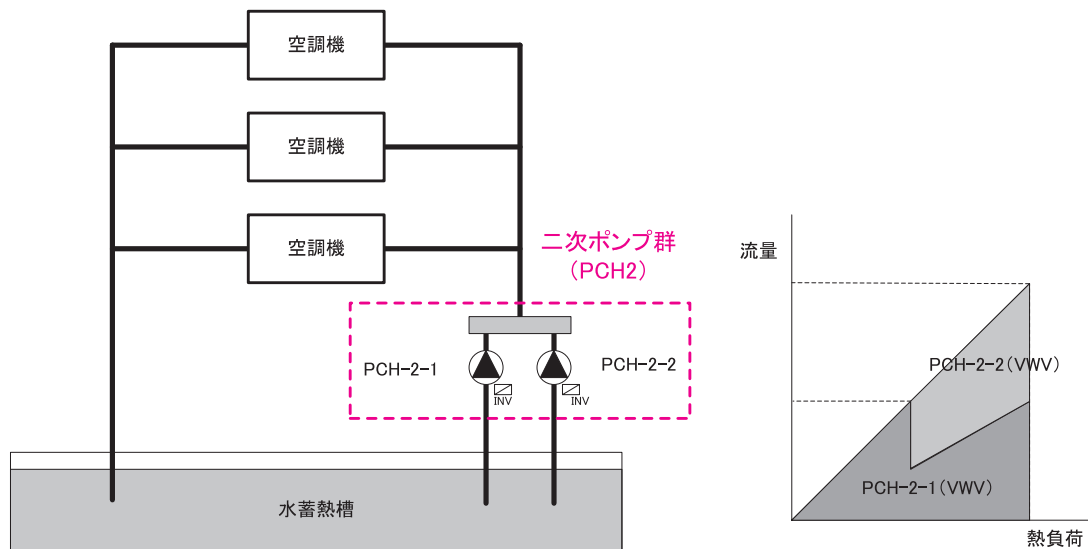 空調機
空調機
空調機
二次ポンプ群
(PCH2)
PCH-2-1
PCH-2-2
INV
INV
水蓄熱槽
流量
PCH-2-2(VWV)
PCH-2-1(VWV)
熱負荷